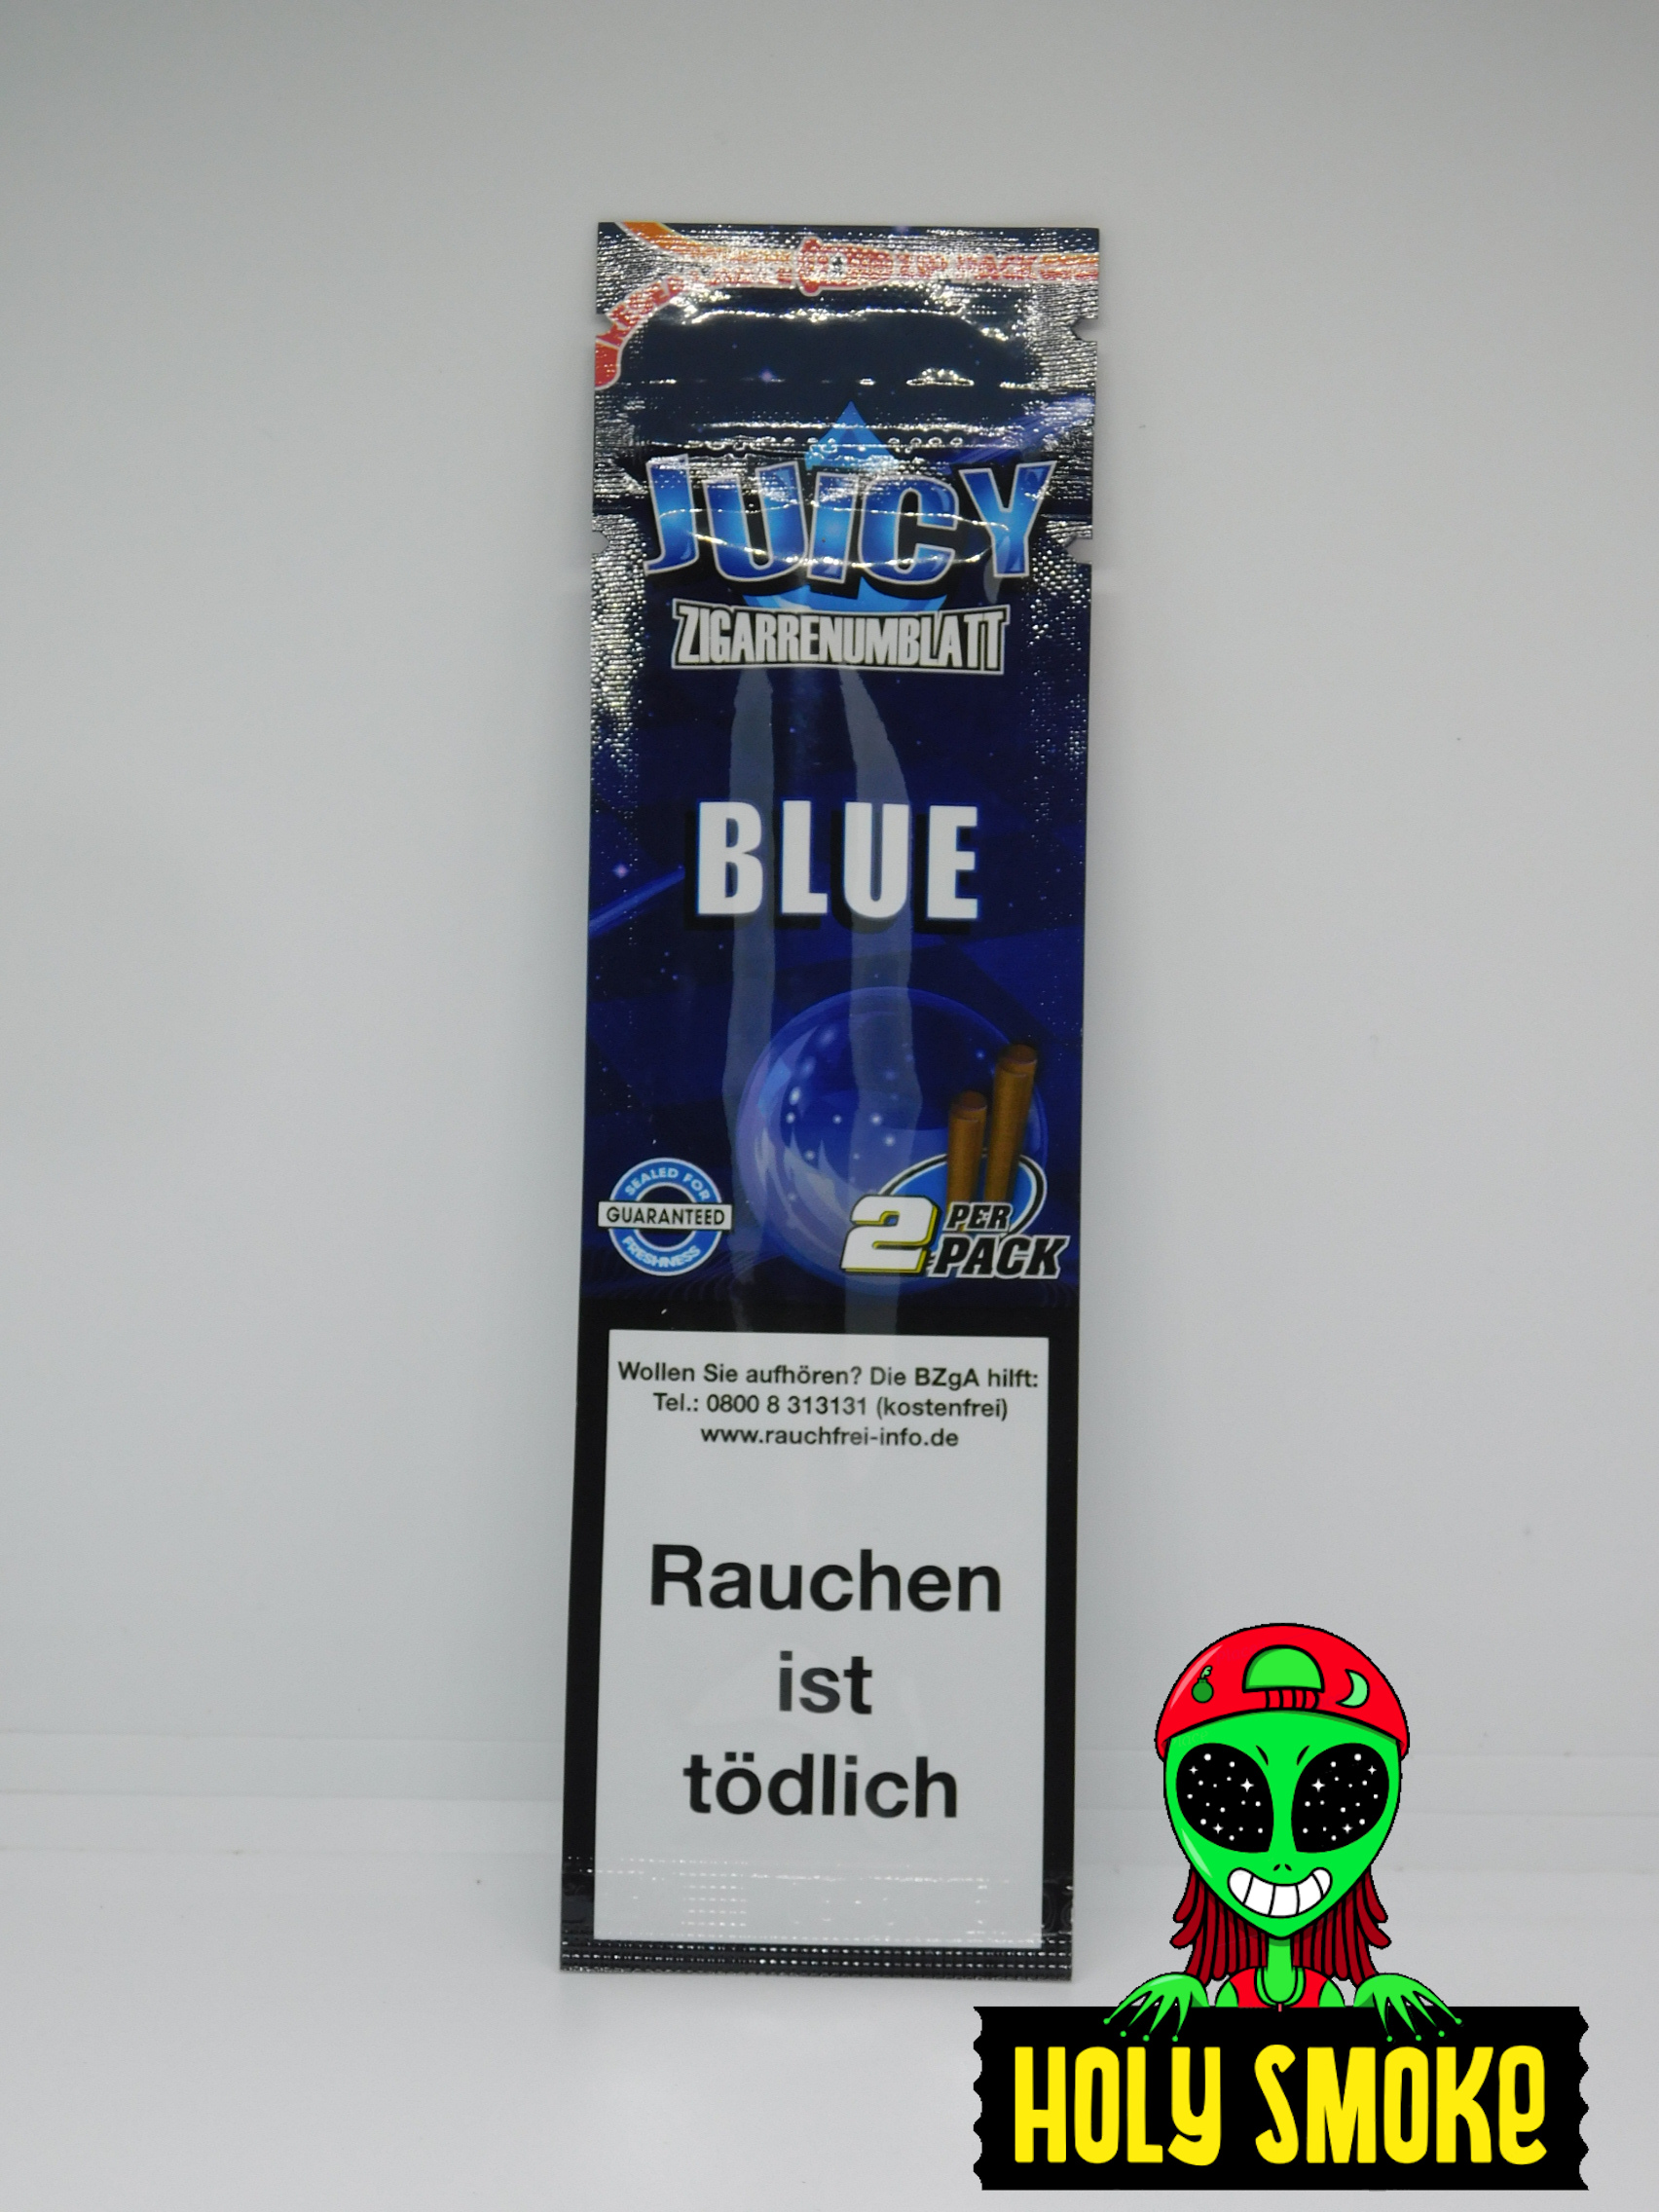 JUICY
ZIGARRENUMBLATT
BLUE
SEALED FOR
GUARANTEED
FRESHNESS
2 PER
PACK
Wollen Sie aufhören? Die BZgA hilft:
Tel.: 0800 8 313131 (kostenfrei)
www.rauchfrei-info.de
Rauchen
ist
tödlich
HOLY SMOKE